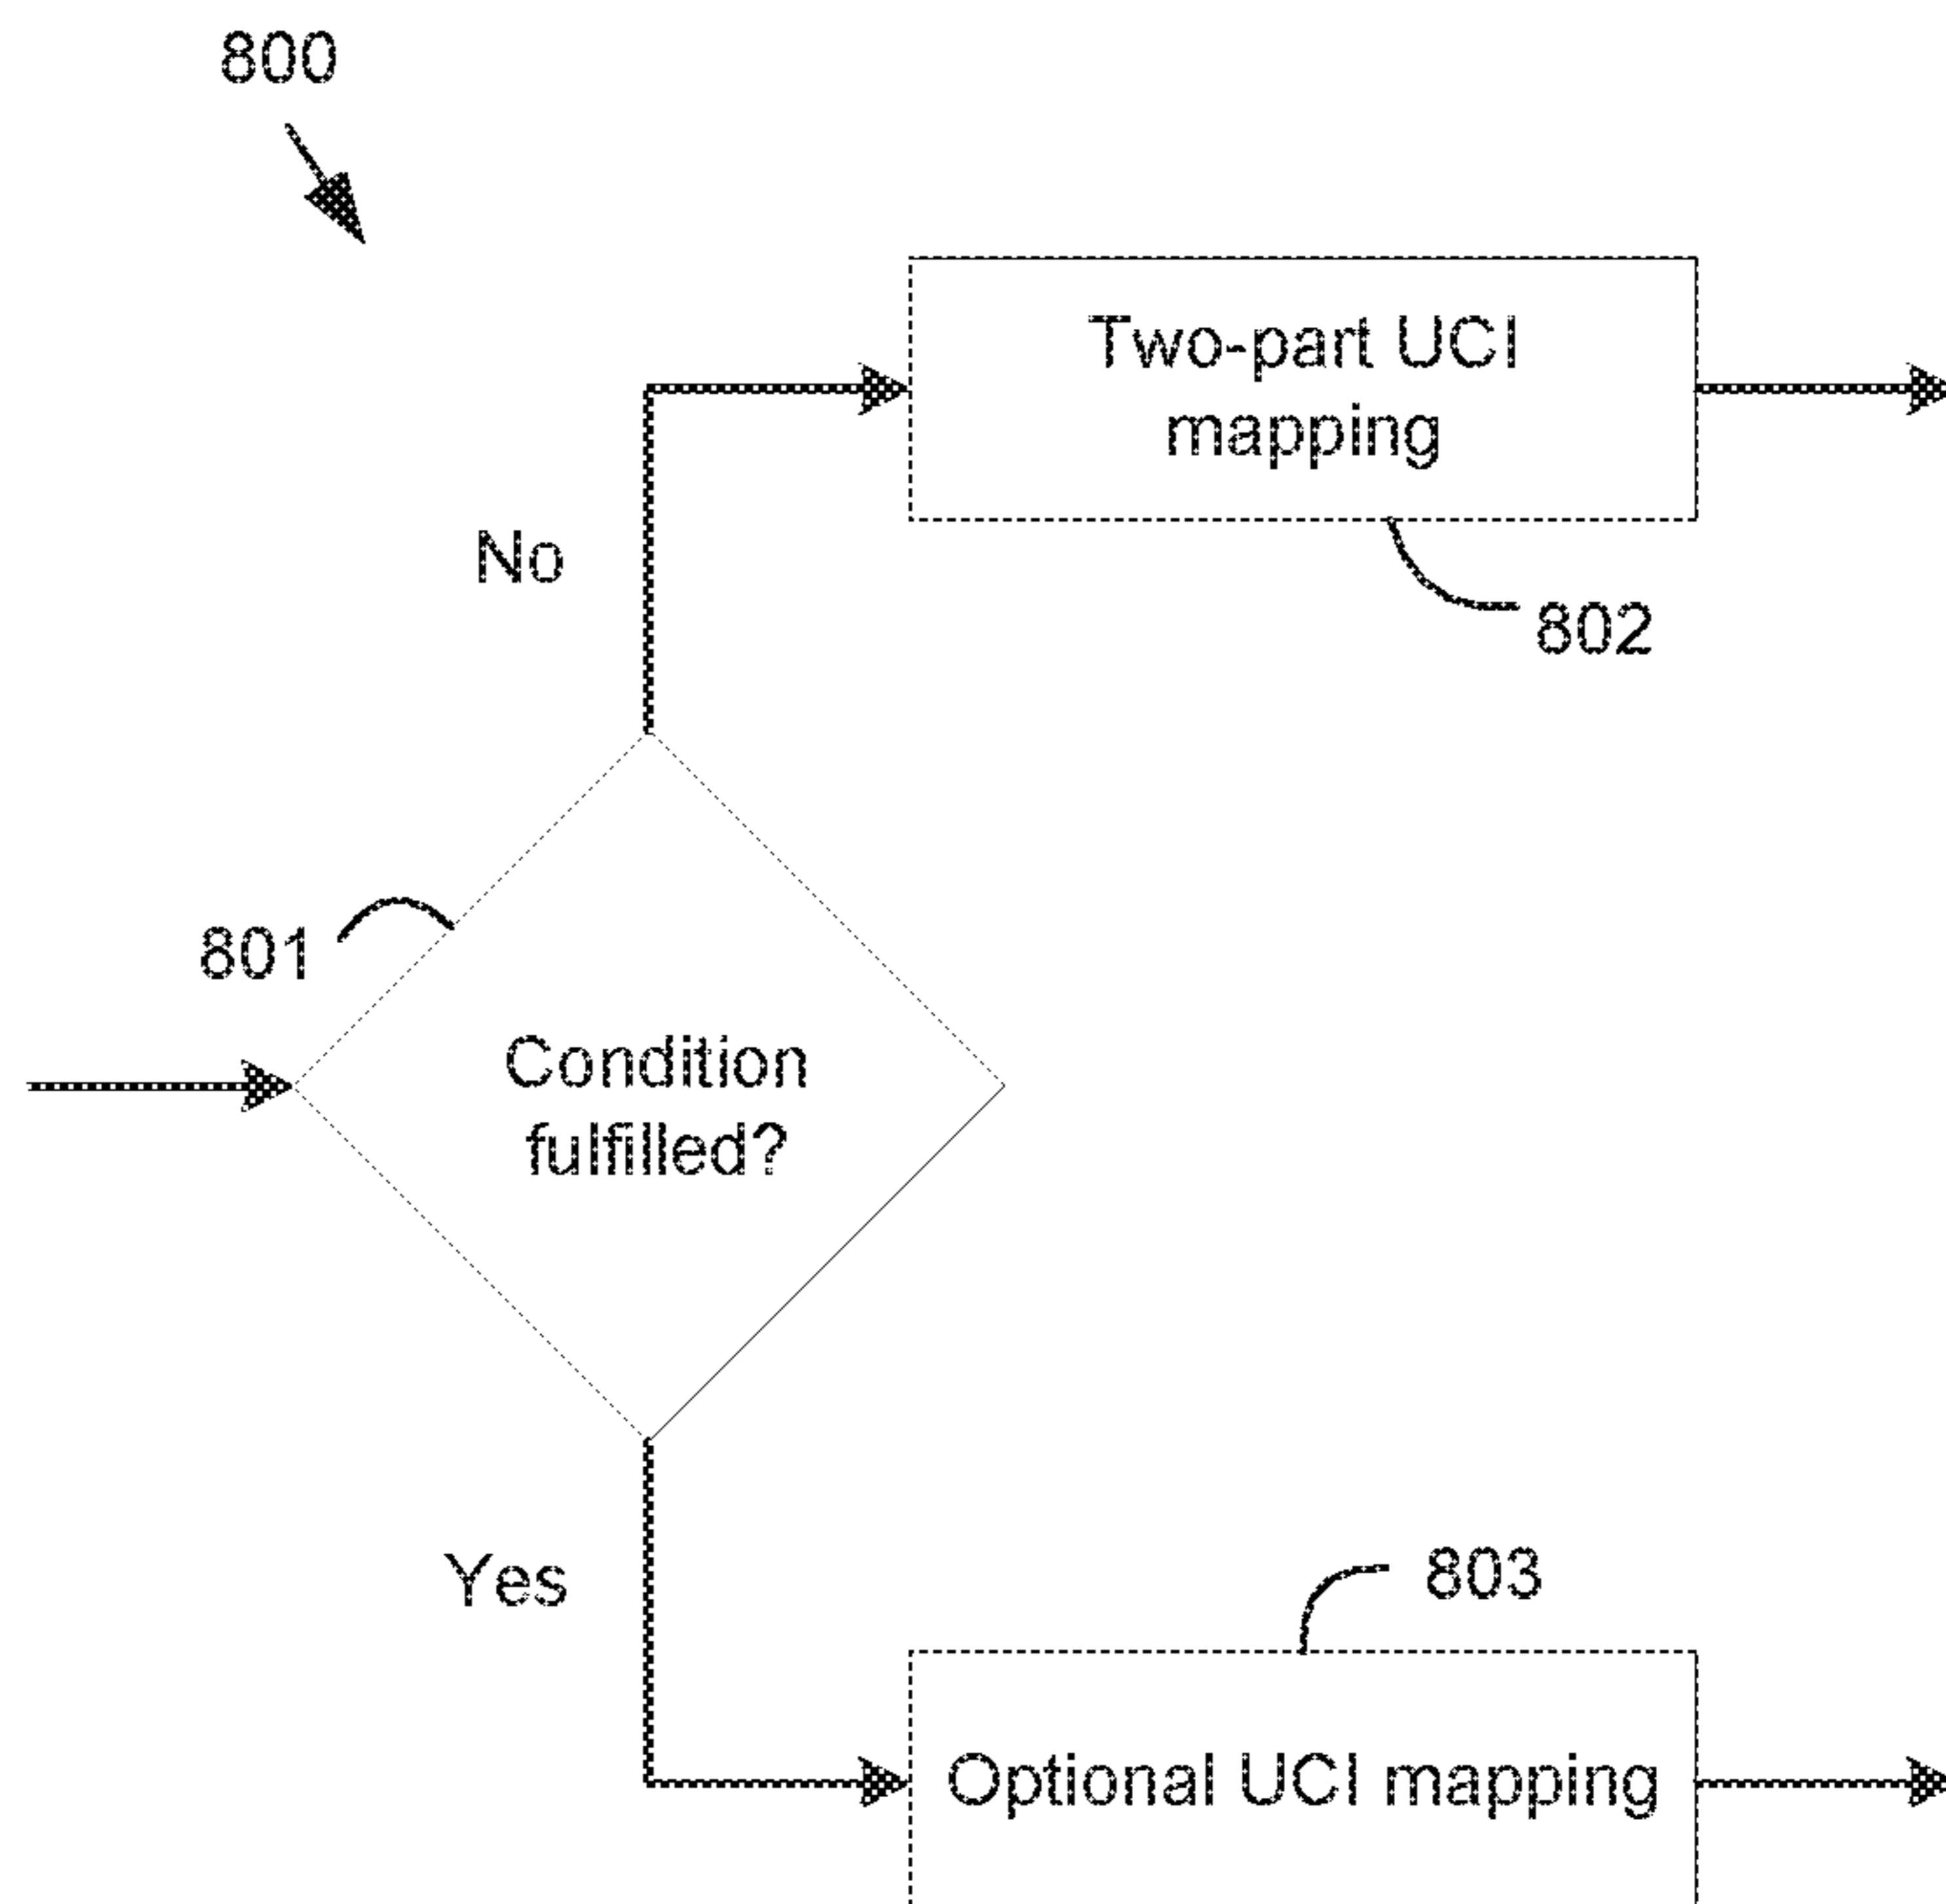 800
Two-part UCI
mapping
No
802
801
Condition
fulfilled?
Yes
803
Optional UCI mapping